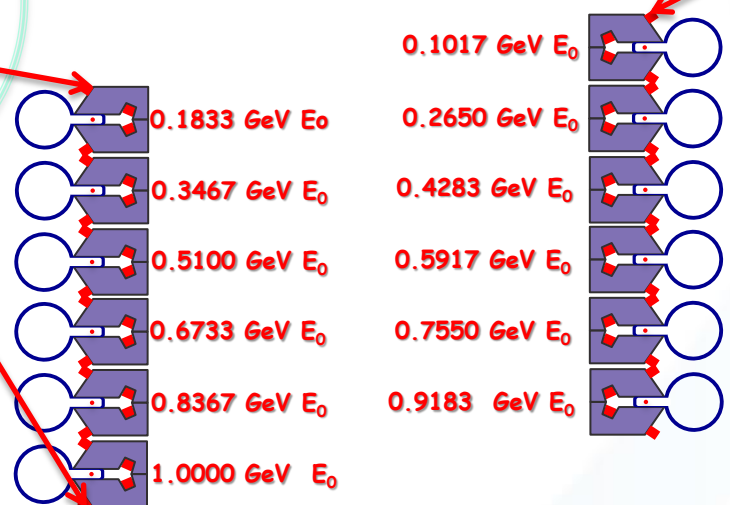 0.1833 GeV Eo
0.3467 GeV E₀
0.5100 GeV E₀
0.6733 GeV E₀
0.8367 GeV E₀
1.0000 GeV E₀
0.1017 GeV E₀
0.2650 GeV E₀
0.4283 GeV E₀
0.5917 GeV E₀
0.7550 GeV E₀
0.9183 GeV E₀